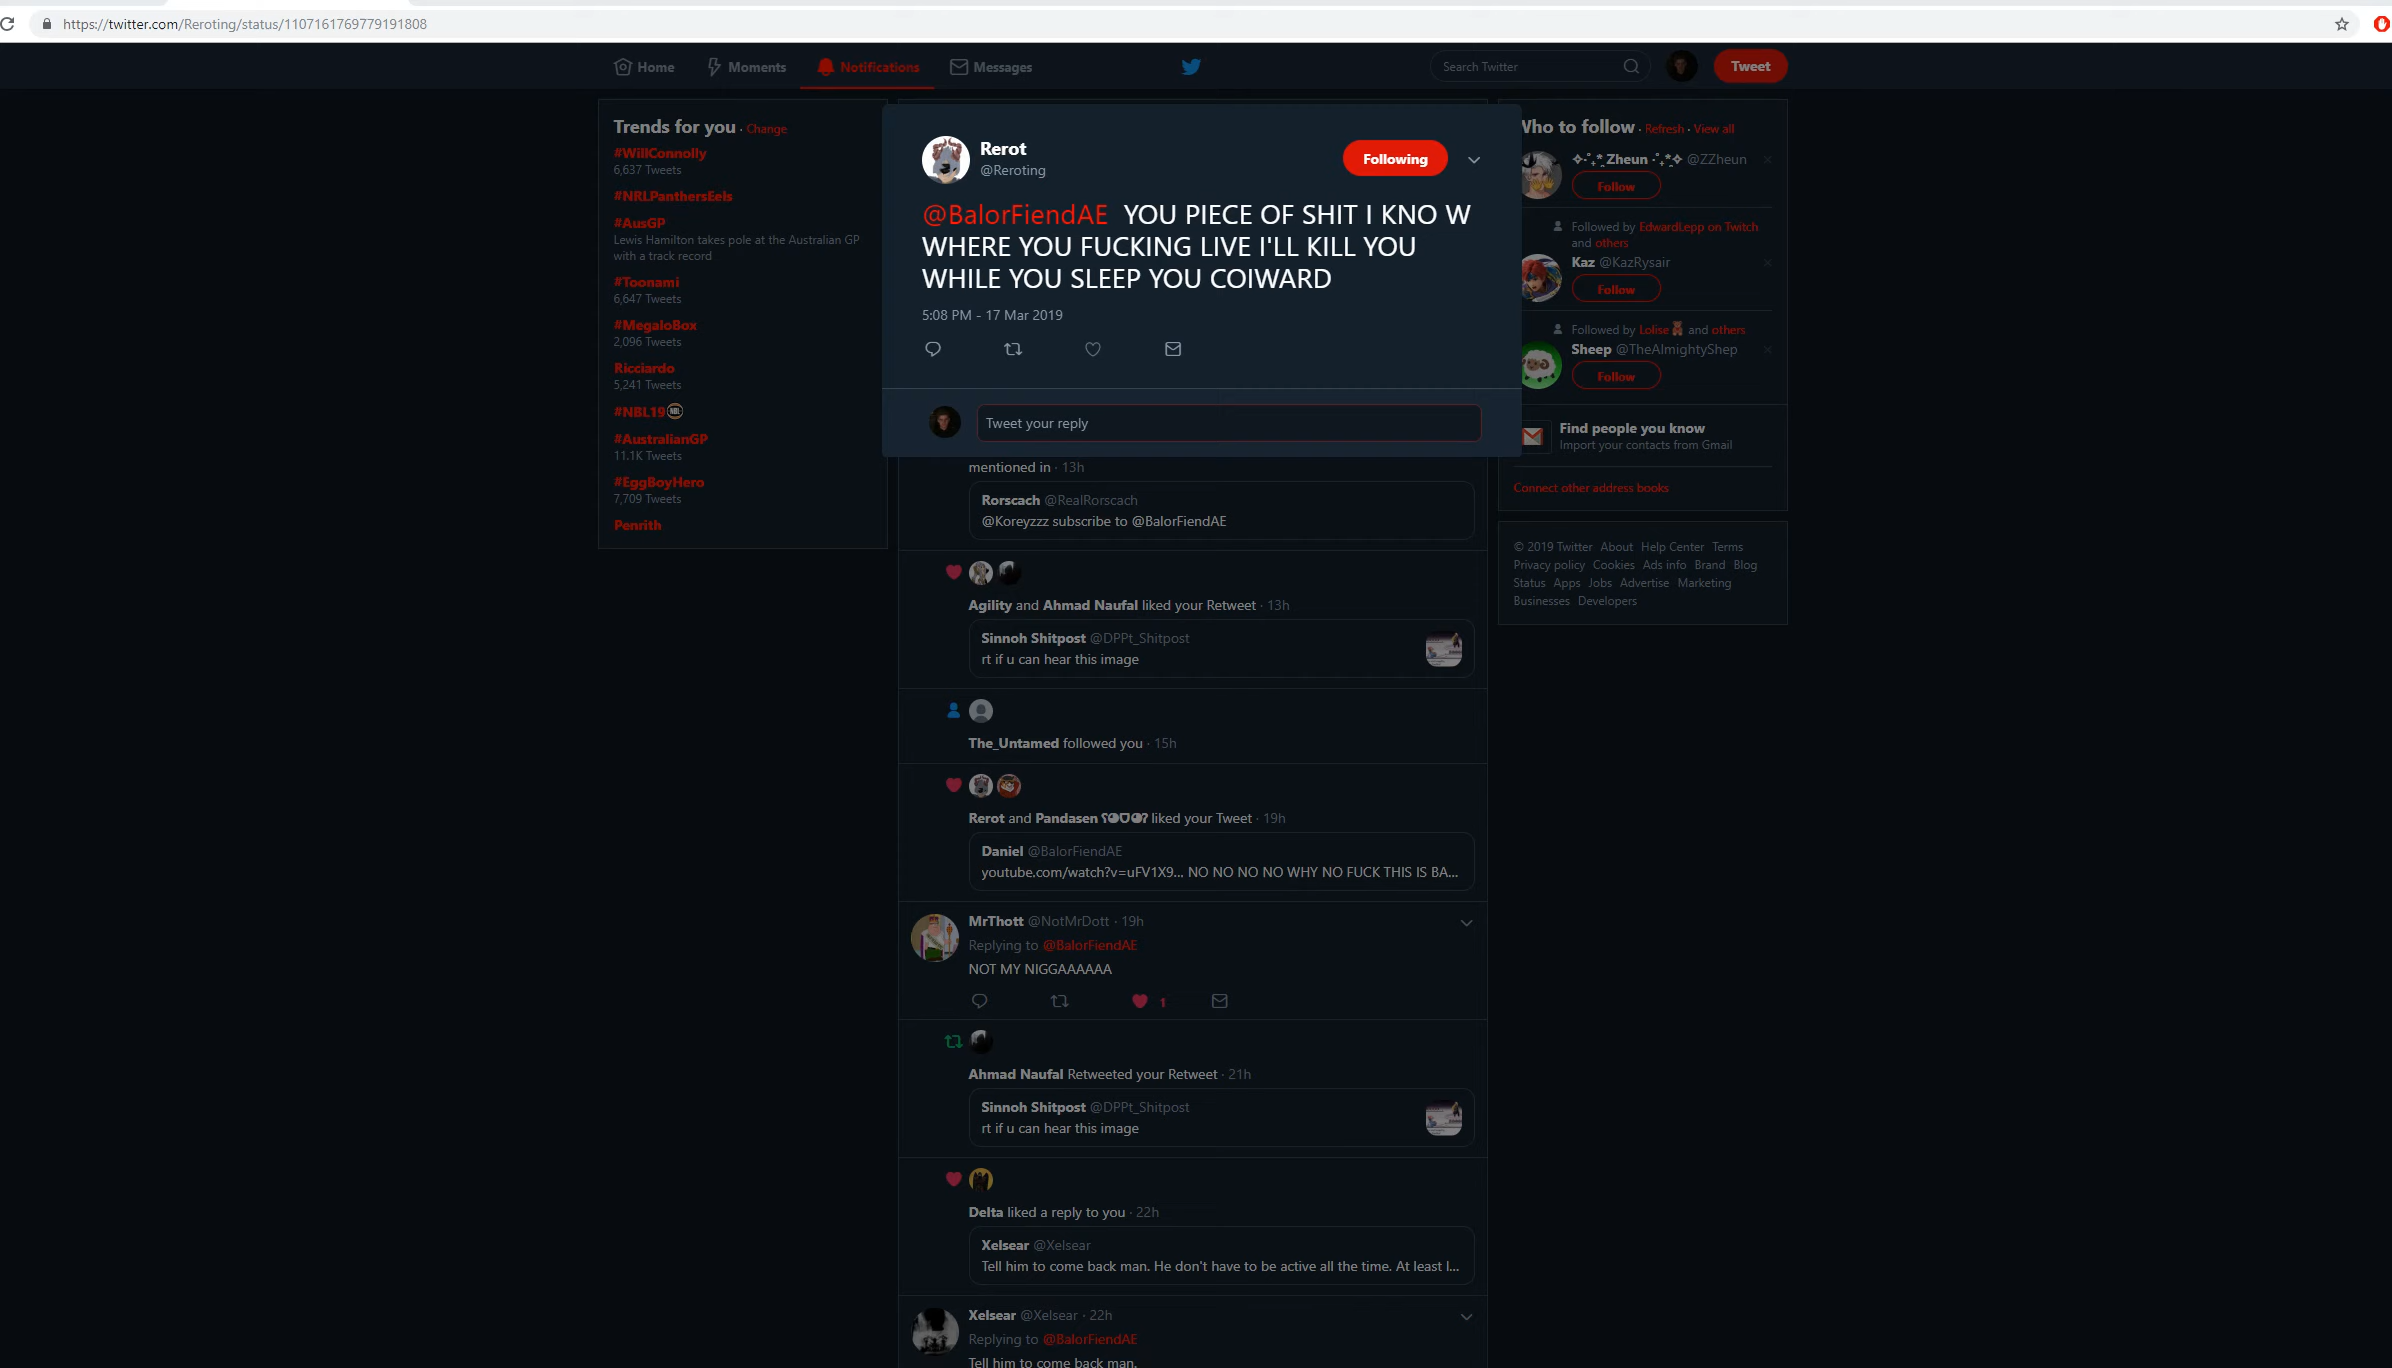 https://twitter.com/Reroting/status/1107161769779191808
Home Moments Notifications Messages
Search Twitter
Tweet
Trends for you · Change
#WillConnolly
6,637 Tweets
#NRLPanthersEels
#AusGP
Lewis Hamilton takes pole at the Australian GP
with a track record
#Toonami
6,647 Tweets
#MegaloBox
2,096 Tweets
Ricciardo
5,241 Tweets
#NBL19
#AustralianGP
11.1K Tweets
#EggBoyHero
7,709 Tweets
Penrith
Rerot
@Reroting
Following
@BalorFiendAE YOU PIECE OF SHIT I KNO W
WHERE YOU FUCKING LIVE I'LL KILL YOU
WHILE YOU SLEEP YOU COIWARD
5:08 PM - 17 Mar 2019
Tweet your reply
mentioned in · 13h
Rorscach @RealRorscach
@Koreyzzz subscribe to @BalorFiendAE
Agility and Ahmad Naufal liked your Retweet · 13h
Sinnoh Shitpost @DPPt_Shitpost
rt if u can hear this image
The_Untamed followed you · 15h
Rerot and Pandasen liked your Tweet · 19h
Daniel @BalorFiendAE
youtube.com/watch?v=uFV1X9... NO NO NO NO WHY NO FUCK THIS IS BA...
MrThott @NotMrDott · 19h
Replying to @BalorFiendAE
NOT MY NIGGAAAAAA
1
Ahmad Naufal Retweeted your Retweet · 21h
Sinnoh Shitpost @DPPt_Shitpost
rt if u can hear this image
Delta liked a reply to you · 22h
Xelsear @Xelsear
Tell him to come back man. He don't have to be active all the time. At least I...
Xelsear @Xelsear · 22h
Replying to @BalorFiendAE
Tell him to come back man.
Who to follow · Refresh · View all
Zheun @ZZheun
Follow
Followed by EdwardLepp on Twitch
and others
Kaz @KazRysair
Follow
Followed by Lolise and others
Sheep @TheAlmightyShep
Follow
Find people you know
Import your contacts from Gmail
Connect other address books
© 2019 Twitter About Help Center Terms
Privacy policy Cookies Ads info Brand Blog
Status Apps Jobs Advertise Marketing
Businesses Developers